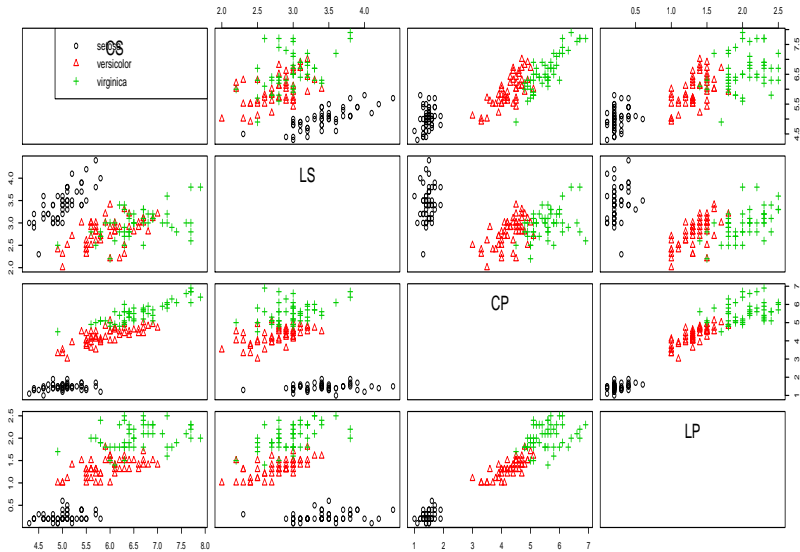 2.0 2.5 3.0 3.5 4.0
0.5 1.0 1.5 2.0 2.5
CS
setosa
versicolor
virginica
4.5 5.5 6.5 7.5
LS
2.0 2.5 3.0 3.5 4.0
CP
1 2 3 4 5 6 7
LP
0.5 1.0 1.5 2.0 2.5
4.5 5.0 5.5 6.0 6.5 7.0 7.5 8.0
1 2 3 4 5 6 7